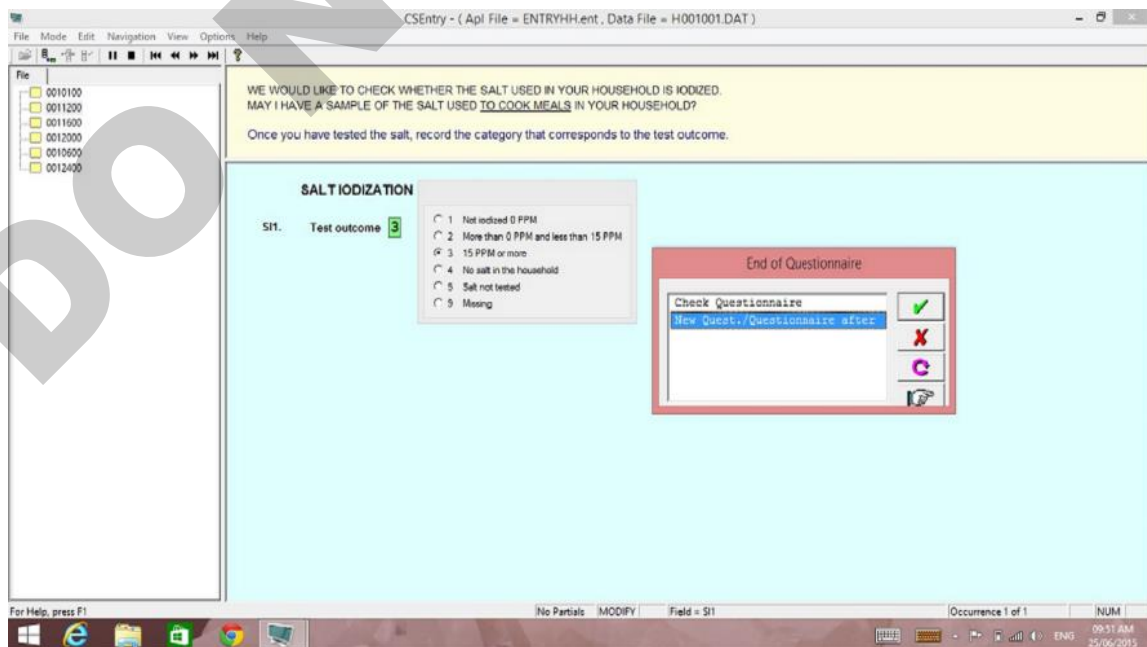 CSEntry - ( Apl File = ENTRYHH.ent , Data File = H001001.DAT )
File Mode Edit Navigation View Options Help
File
0010100
0011200
0011600
0012000
0010600
0012400
WE WOULD LIKE TO CHECK WHETHER THE SALT USED IN YOUR HOUSEHOLD IS IODIZED.
MAY I HAVE A SAMPLE OF THE SALT USED TO COOK MEALS IN YOUR HOUSEHOLD?
Once you have tested the salt, record the category that corresponds to the test outcome.
SALT IODIZATION
SI1. Test outcome 3
1 Not iodized 0 PPM
2 More than 0 PPM and less than 15 PPM
3 15 PPM or more
4 No salt in the household
5 Salt not tested
9 Missing
End of Questionnaire
Check Questionnaire
New Quest./Questionnaire after
For Help, press F1
No Partials MODIFY Field = SI1 Occurrence 1 of 1 NUM
ENG 09:51 AM
25/06/2015
DO N